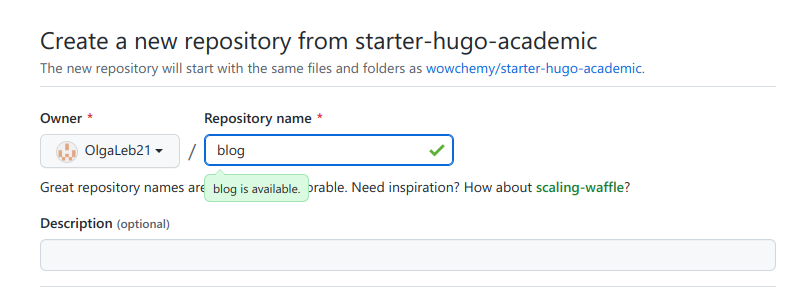 Create a new repository from starter-hugo-academic
The new repository will start with the same files and folders as wowchemy/starter-hugo-academic.
Owner * Repository name *
OlgaLeb21 / blog
Great repository names are orable. Need inspiration? How about scaling-waffle?
blog is available.
Description (optional)